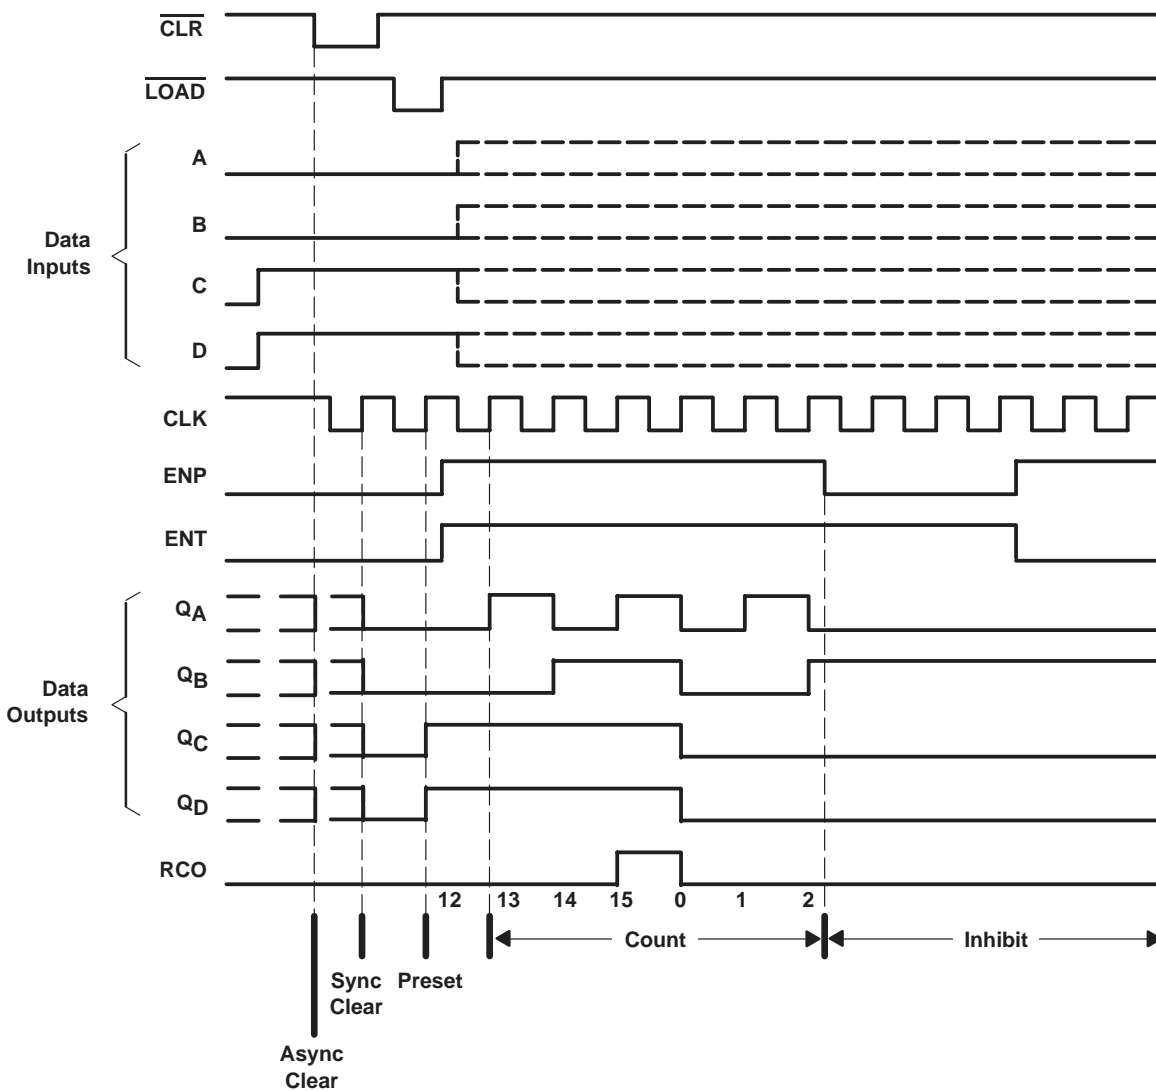 CLR
LOAD
A
B
Data
Inputs
C
D
CLK
ENP
ENT
QA
QB
Data
Outputs
QC
QD
RCO
12 13 14 15 0 1 2
Count Inhibit
Sync
Clear
Preset
Async
Clear